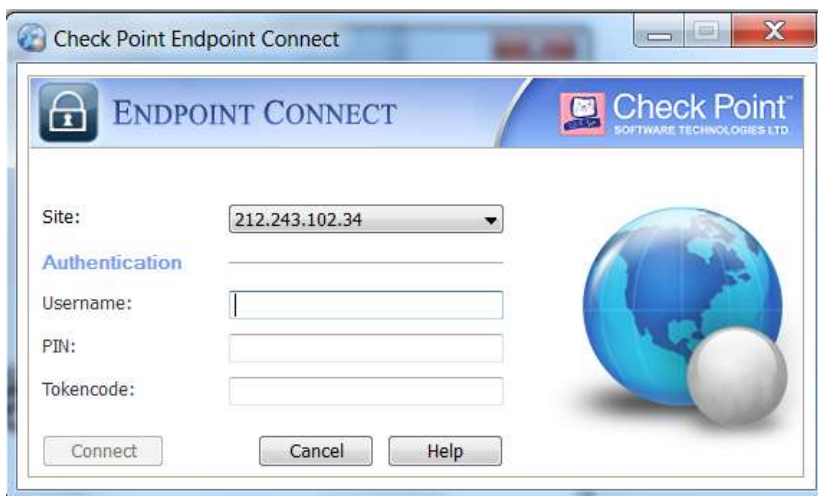 Check Point Endpoint Connect
ENDPOINT CONNECT
Check Point™
SOFTWARE TECHNOLOGIES LTD.
Site:
212.243.102.34
Authentication
Username:
PIN:
Tokencode:
Connect
Cancel
Help